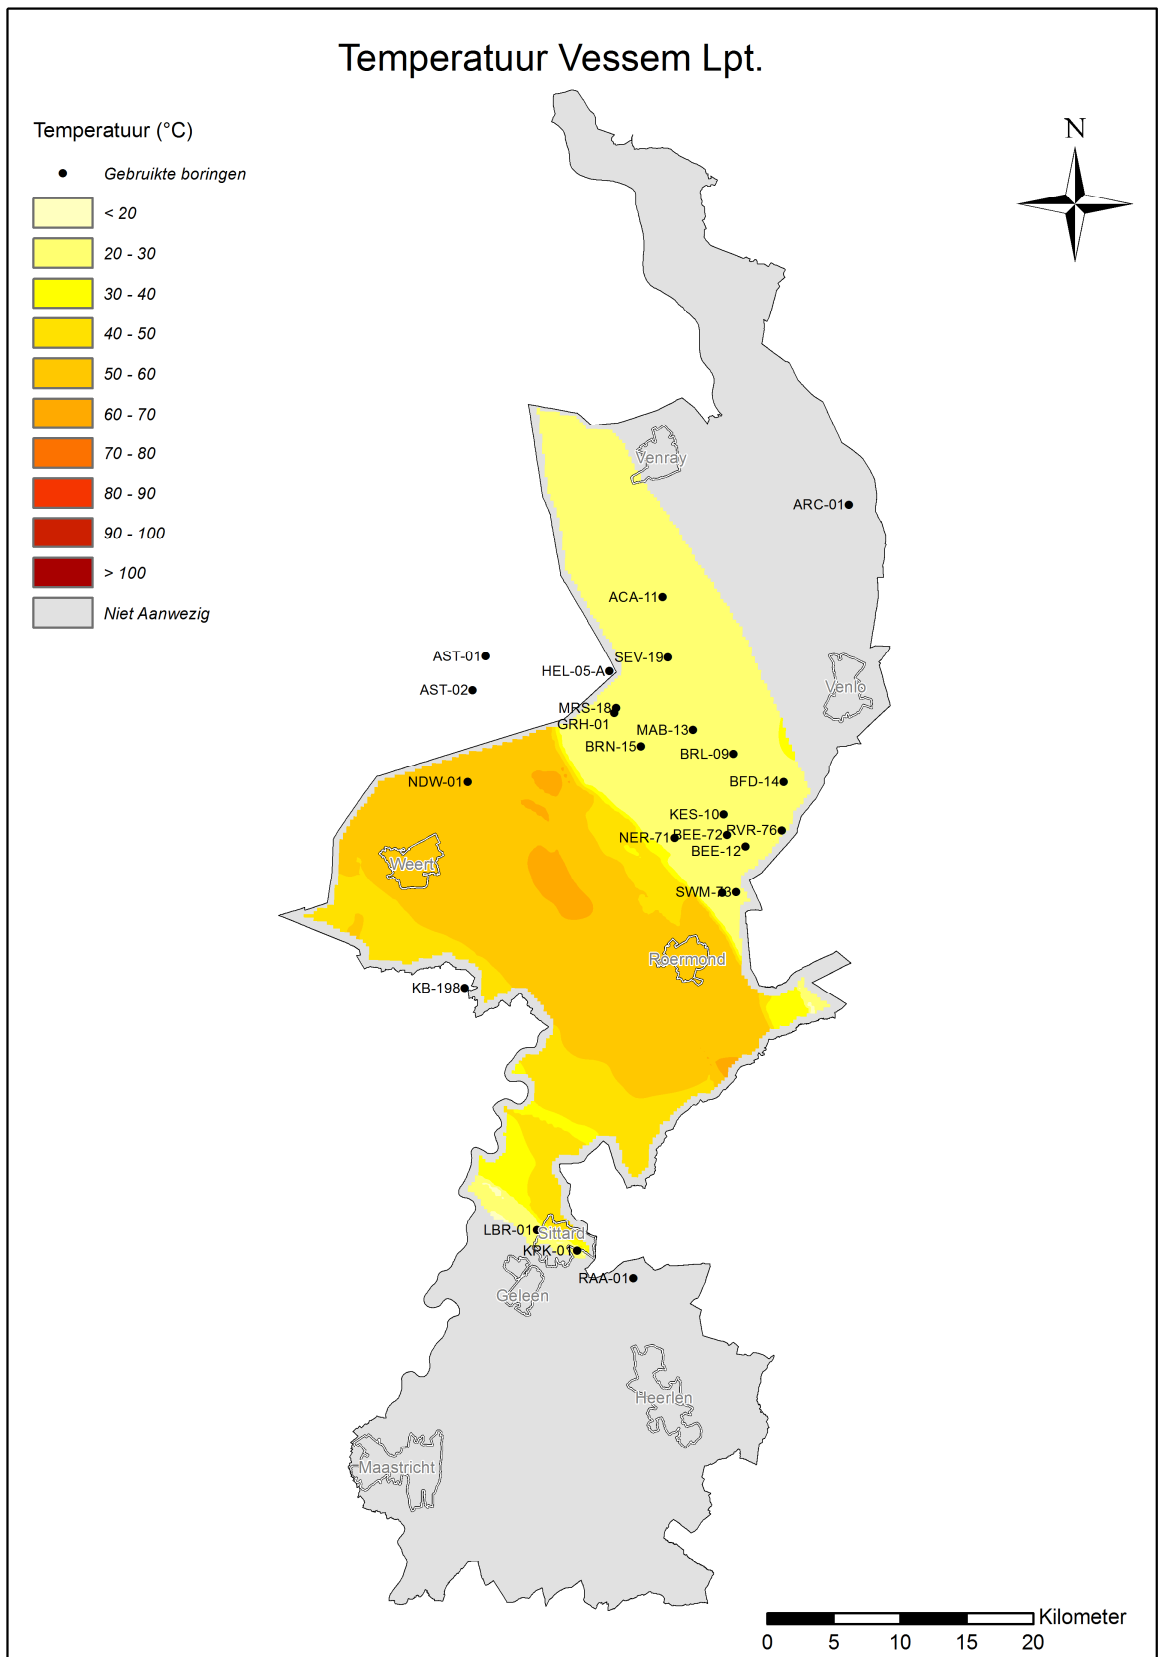 Temperatuur Vessem Lpt.
Temperatuur (°C)
Gebruikte boringen
< 20
20 - 30
30 - 40
40 - 50
50 - 60
60 - 70
70 - 80
80 - 90
90 - 100
> 100
Niet Aanwezig
N
Venray
ARC-01
ACA-11
AST-01
SEV-19
HEL-05-A
AST-02
Venlo
MRS-18
GRH-01
MAB-13
BRN-15
BRL-09
NDW-01
BFD-14
KES-10
RVR-76
NER-71
BEE-72
BEE-12
Weert
SWM-73
Roermond
KB-198
LBR-01
Sittard
KPK-01
RAA-01
Geleen
Heerlen
Maastricht
Kilometer
0 5 10 15 20